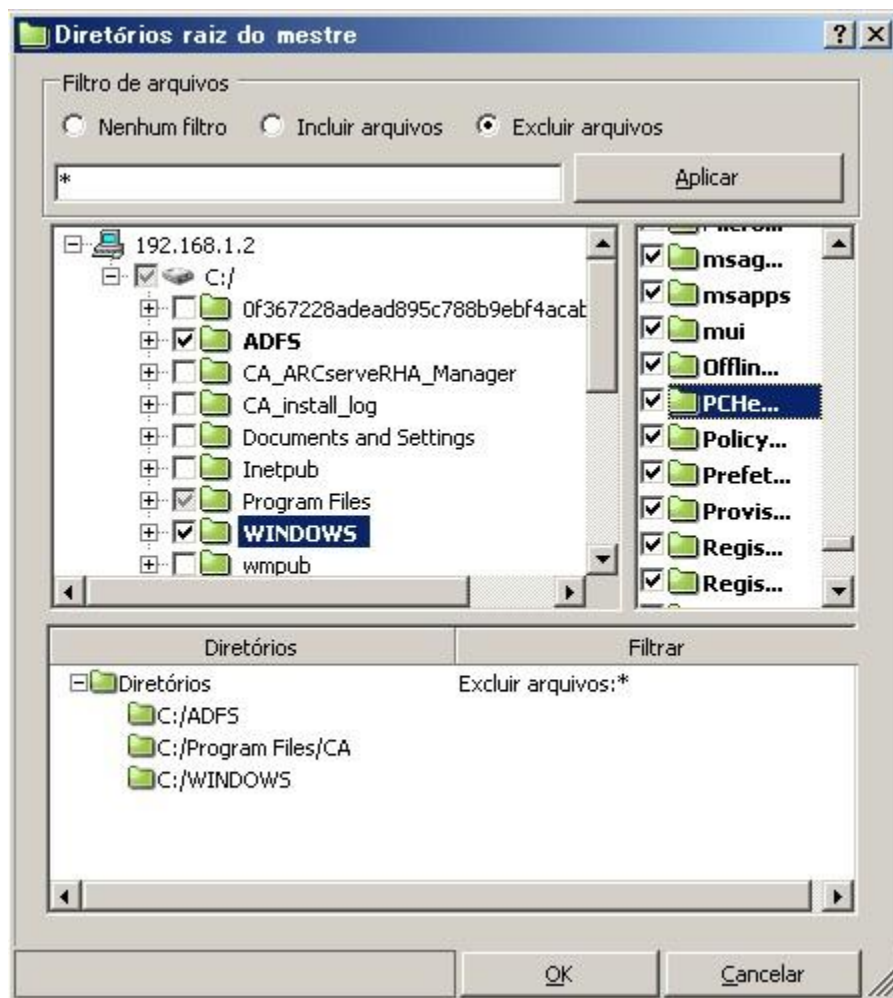 Diretórios raiz do mestre
Filtro de arquivos
Nenhum filtro Incluir arquivos Excluir arquivos
*
Aplicar
192.168.1.2
C:/
0f367228adead895c788b9ebf4acab
ADFS
CA_ARCserveRHA_Manager
CA_install_log
Documents and Settings
Inetpub
Program Files
WINDOWS
wmpub
msag...
msapps
mui
Offlin...
PCHe...
Policy...
Prefet...
Provis...
Regis...
Regis...
Diretórios Filtrar
Diretórios Excluir arquivos:*
C:/ADFS
C:/Program Files/CA
C:/WINDOWS
OK Cancelar